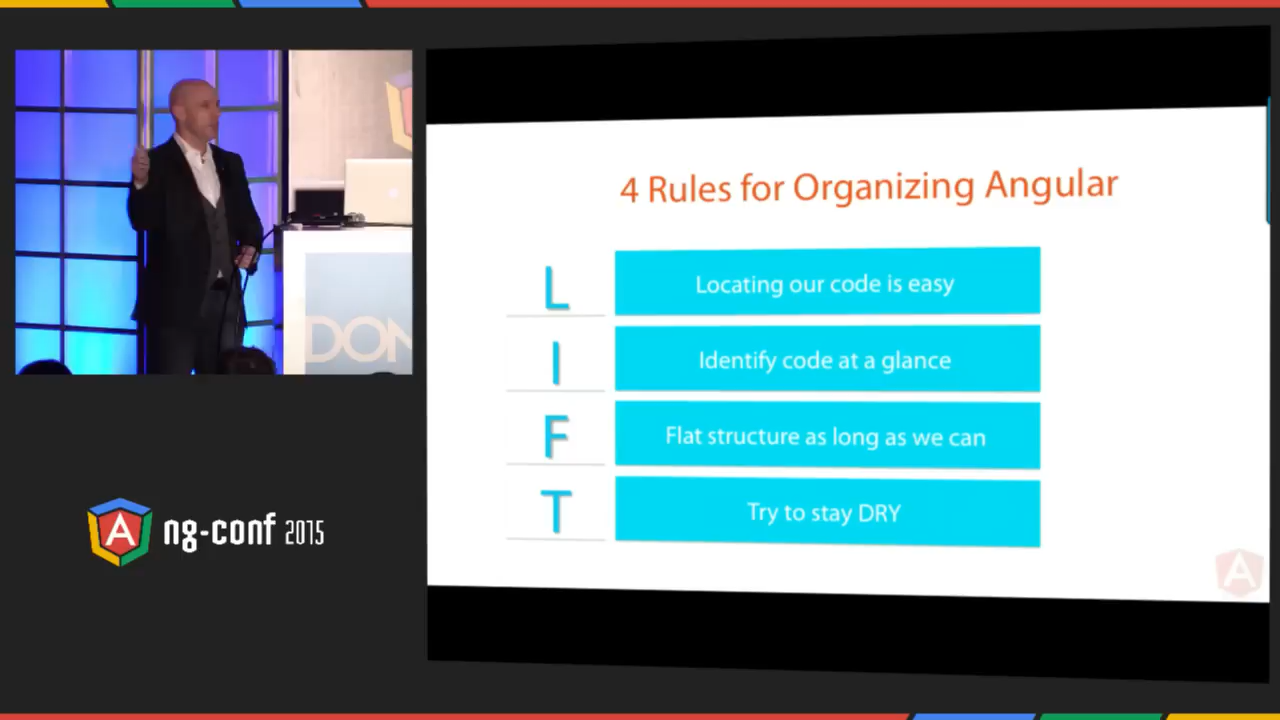 4 Rules for Organizing Angular
L
Locating our code is easy
I
Identify code at a glance
F
Flat structure as long as we can
T
Try to stay DRY
DON
A ng-conf 2015
A